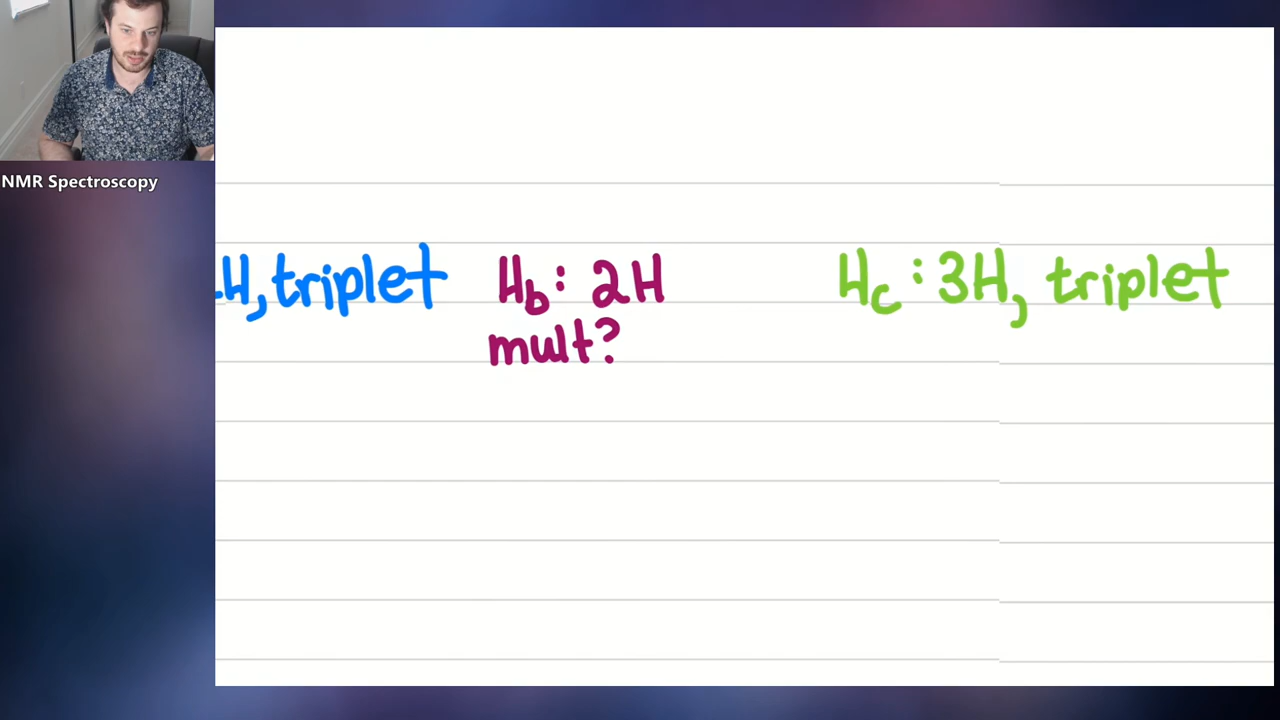 NMR Spectroscopy
H, triplet
Hb: 2H
mult?
Hc: 3H, triplet